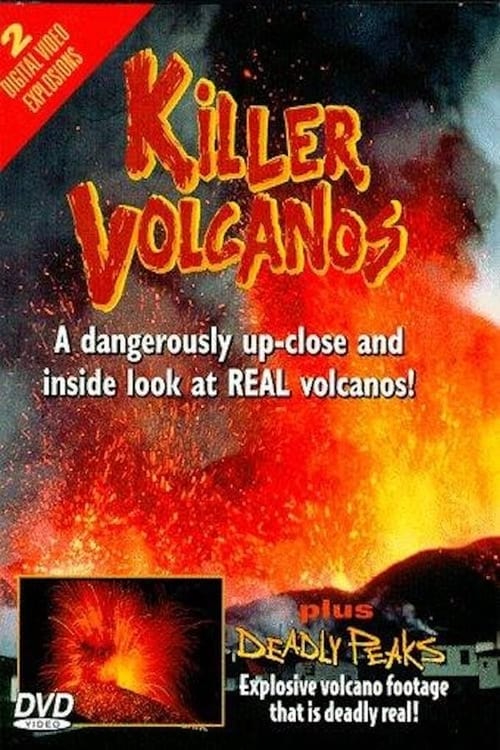 2
DIGITAL VIDEO
EXPLOSIONS
KiLLER
VOLCANOS
A dangerously up-close and
inside look at REAL volcanos!
plus
DEADLY PEAKS
Explosive volcano footage
that is deadly real!
DVD
VIDEO